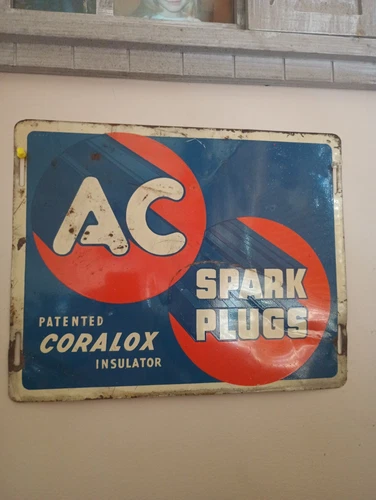 AC
SPARK
PLUGS
PATENTED
CORALOX
INSULATOR